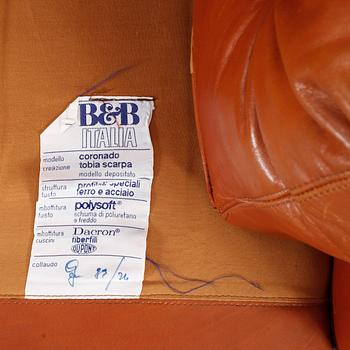 B&B
ITALIA
modello coronado
creazione tobia scarpa
modello depositato
struttura profilati speciali
fusto ferro e acciaio
imbottitura polysoft®
fusto schiuma di poliuretano
a freddo
imbottitura Dacron®
cuscini fiberfill
DUPONT
collaudo